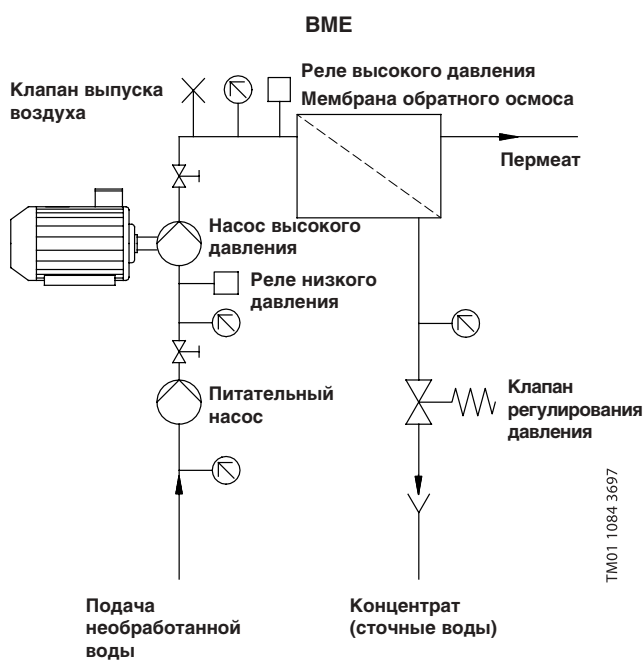 BME
Клапан выпуска
воздуха
Реле высокого давления
Мембрана обратного осмоса
Пермеат
Насос высокого
давления
Реле низкого
давления
Питательный
насос
Клапан
регулирования
давления
Подача
необработанной
воды
Концентрат
(сточные воды)
TM01 1084 3697